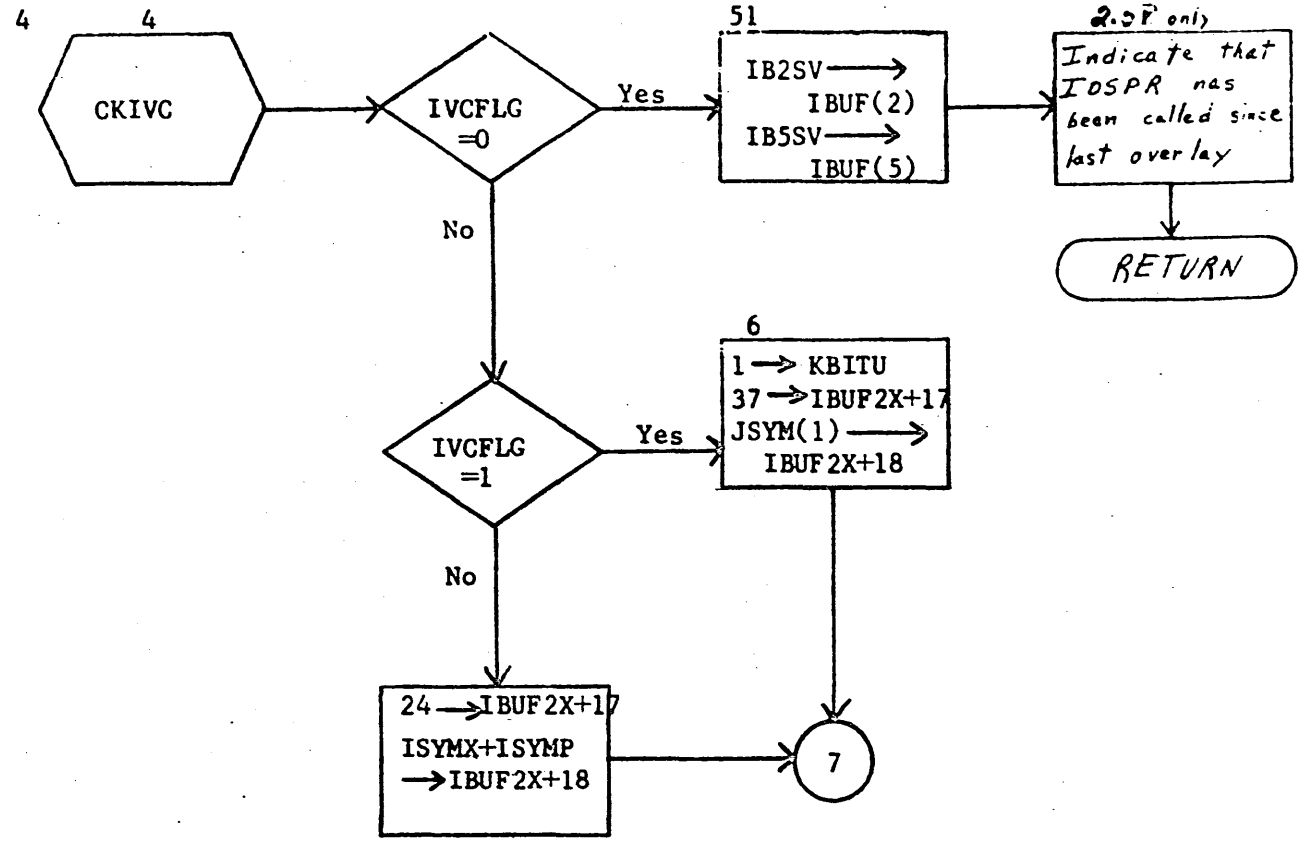 4
4
CKIVC
IVCFLG
=0
Yes
No
51
IB2SV→
IBUF(2)
IB5SV→
IBUF(5)
only
Indicate that
IOSPR has
been called since
last overlay
RETURN
IVCFLG
=1
Yes
No
6
1→ KBITU
37→IBUF2X+17
JSYM(1)→
IBUF2X+18
24→IBUF2X+17
ISYMX+ISYMP
→IBUF2X+18
7